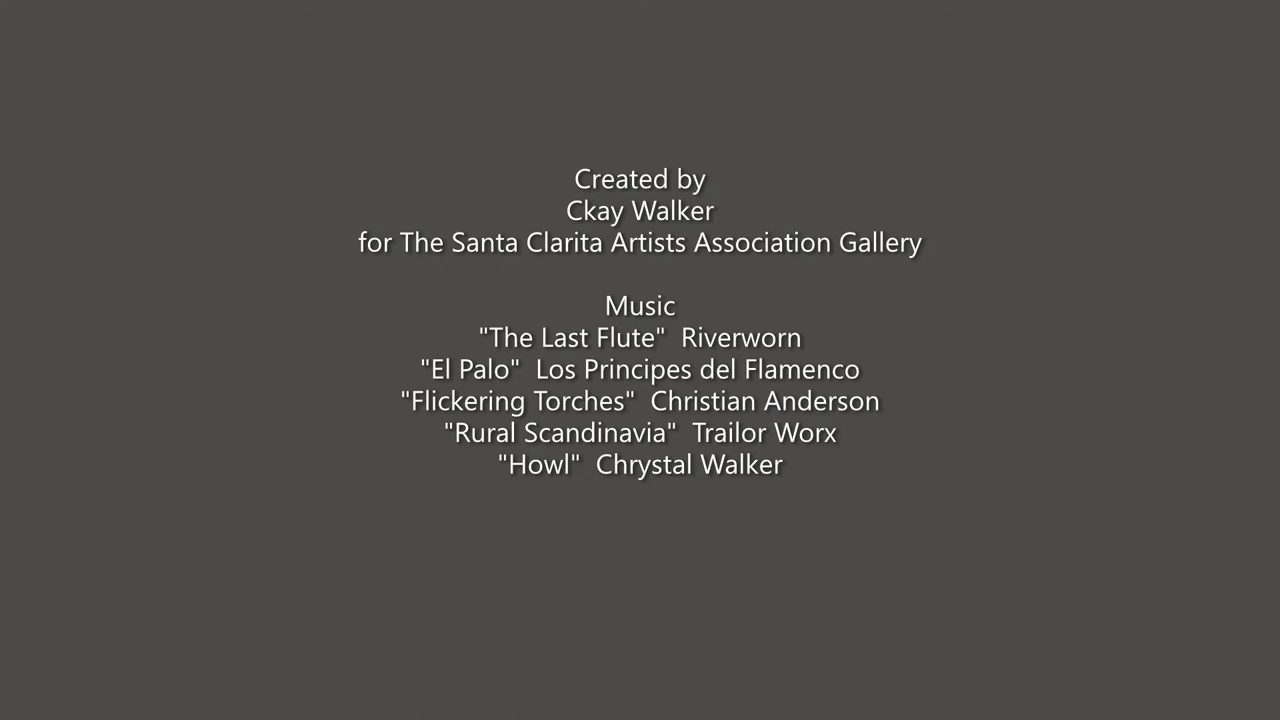 Created by
Ckay Walker
for The Santa Clarita Artists Association Gallery
Music
"The Last Flute"  Riverworn
"El Palo"  Los Principes del Flamenco
"Flickering Torches"  Christian Anderson
"Rural Scandinavia"  Trailor Worx
"Howl"  Chrystal Walker